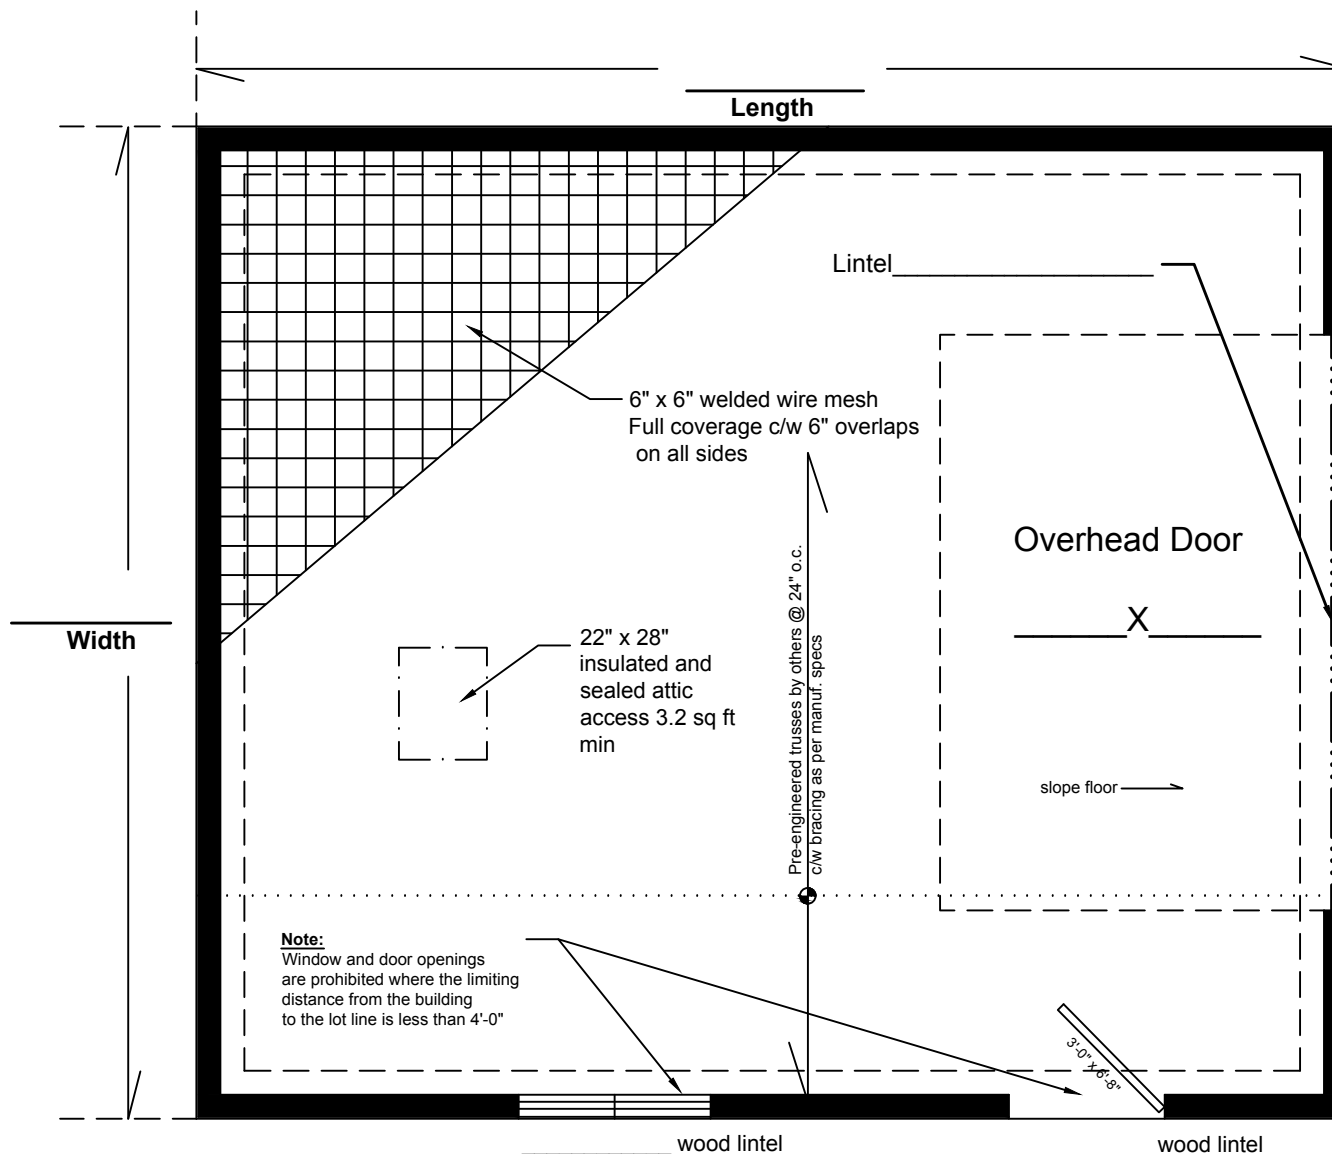 Length
Lintel____________________
6" x 6" welded wire mesh
Full coverage c/w 6" overlaps
on all sides
Overhead Door
_______X_______
Width
22" x 28"
insulated and
sealed attic
access 3.2 sq ft
min
Pre-engineered trusses by others @ 24" o.c.
c/w bracing as per manuf. specs
slope floor
Note:
Window and door openings
are prohibited where the limiting
distance from the building
to the lot line is less than 4'-0"
3'-0" x 6'-8"
______________ wood lintel
wood lintel